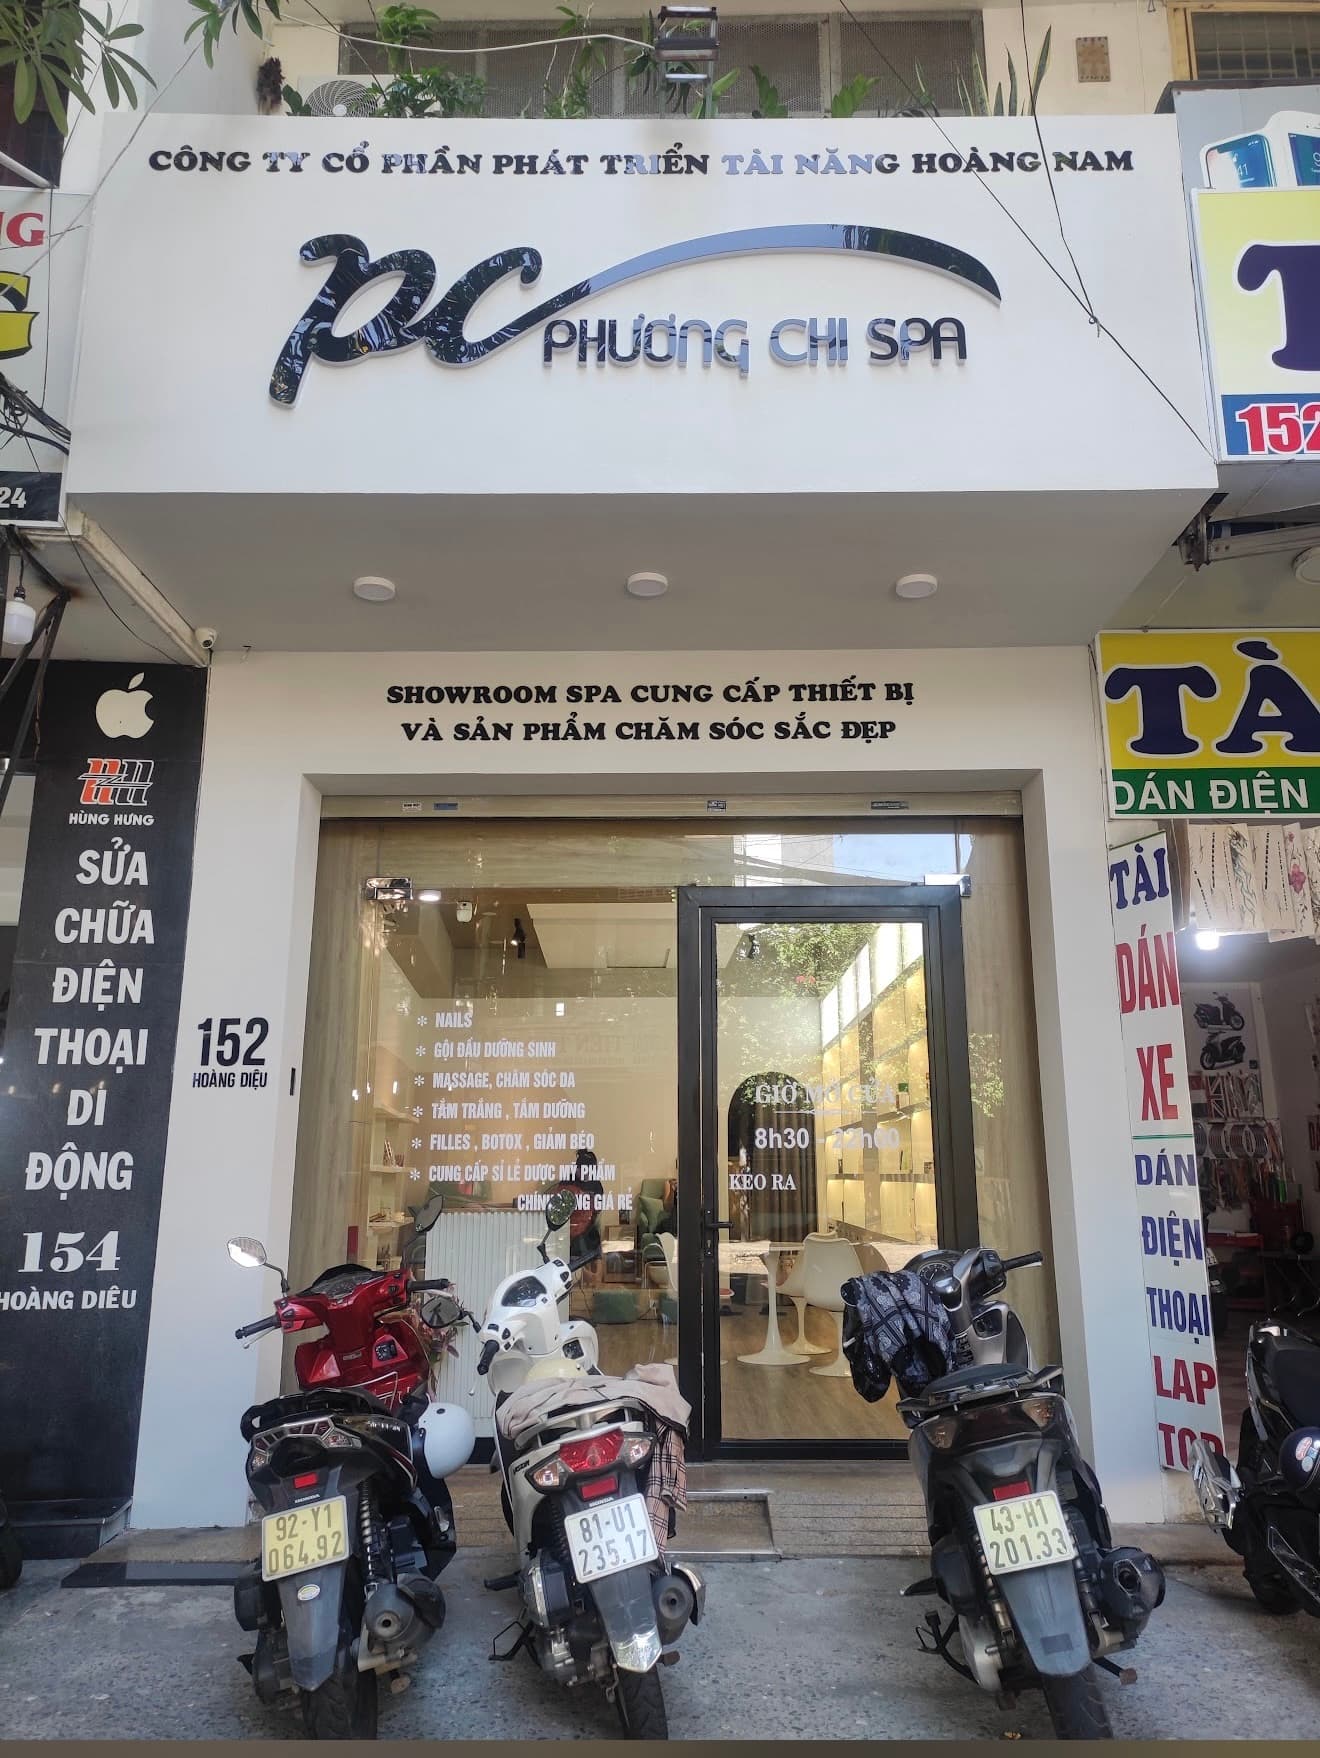 CÔNG TY CỔ PHẦN PHÁT TRIỂN TÀI NĂNG HOÀNG NAM
PC
PHƯƠNG CHI SPA
NG
24
152
SHOWROOM SPA CUNG CẤP THIẾT BỊ
VÀ SẢN PHẨM CHĂM SÓC SẮC ĐẸP
HÙNG HƯNG
SỬA
CHỮA
ĐIỆN
THOẠI
DI
ĐỘNG
154
HOÀNG DIÊU
152
HOÀNG DIỆU
* NAILS
* GỘI ĐẦU DƯỠNG SINH
* MASSAGE, CHĂM SÓC DA
* TẮM TRẮNG , TẮM DƯỠNG
* FILLES , BOTOX , GIẢM BÉO
* CUNG CẤP SỈ LẺ DƯỢC MỸ PHẨM
GIÁ RẺ
GIỜ MỞ CỬA
8h30 - 22h00
KÉO RA
TÀ
DÁN ĐIỆN
TÀI
DÁN
XE
DÁN
ĐIỆN
THOẠI
LAP
TOP
92-Y1
064.92
81-U1
235.17
43-H1
201.33